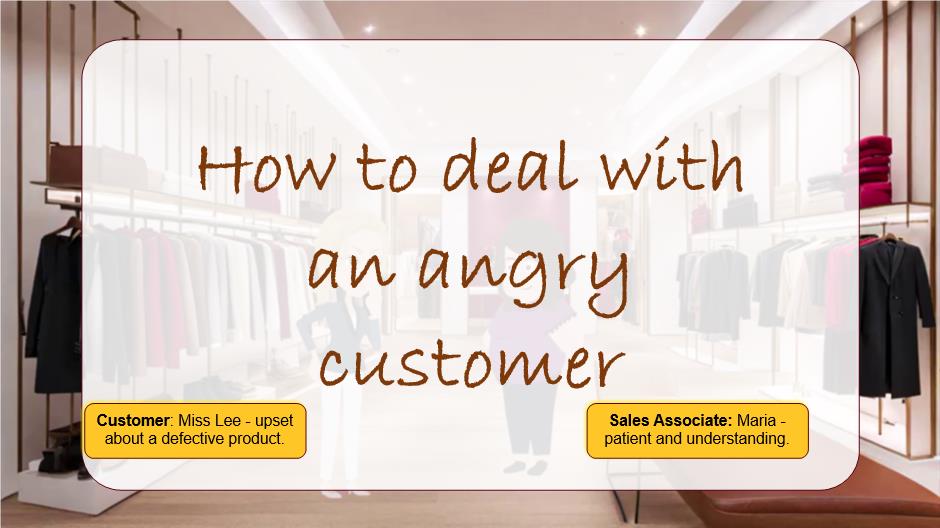 How to deal with
an angry
customer
Customer: Miss Lee - upset
about a defective product.
Sales Associate: Maria -
patient and understanding.